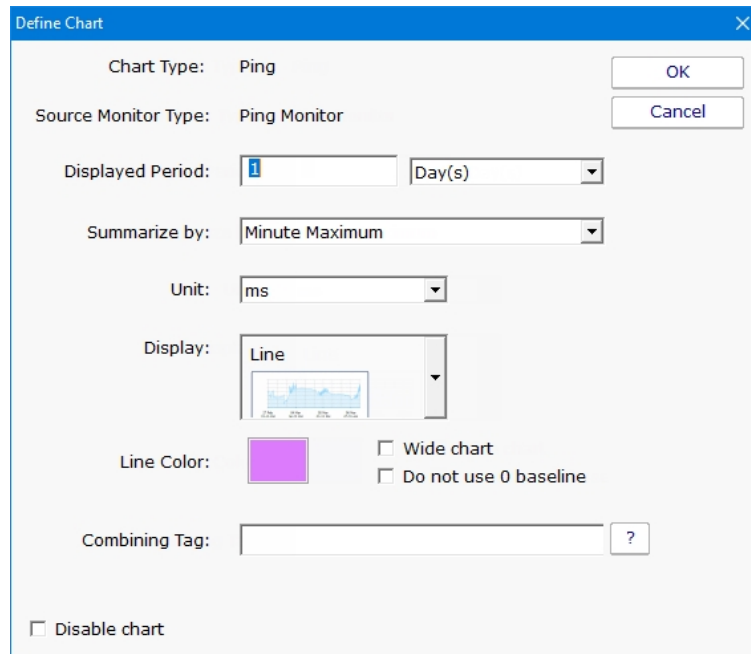 Define Chart
Chart Type: Ping
OK
Source Monitor Type: Ping Monitor
Cancel
Displayed Period: 1 Day(s)
Summarize by: Minute Maximum
Unit: ms
Display: Line
Line Color:
Wide chart
Do not use 0 baseline
Combining Tag:
?
Disable chart